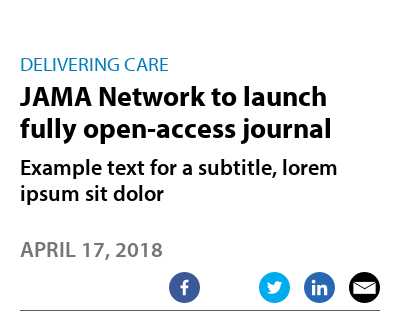 DELIVERING CARE
JAMA Network to launch
fully open-access journal
Example text for a subtitle, lorem
ipsum sit dolor
APRIL 17, 2018